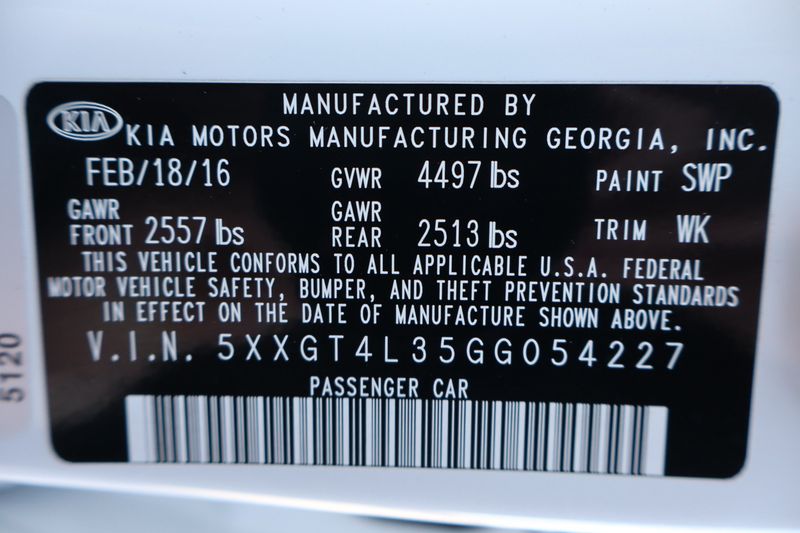 MANUFACTURED BY
KIA KIA MOTORS MANUFACTURING GEORGIA, INC.
FEB/18/16 GVWR 4497 lbs PAINT SWP
GAWR FRONT 2557 lbs GAWR REAR 2513 lbs TRIM WK
THIS VEHICLE CONFORMS TO ALL APPLICABLE U.S.A. FEDERAL
MOTOR VEHICLE SAFETY, BUMPER, AND THEFT PREVENTION STANDARDS
IN EFFECT ON THE DATE OF MANUFACTURE SHOWN ABOVE.
V.I.N. 5XXGT4L35GG054227
PASSENGER CAR
5120